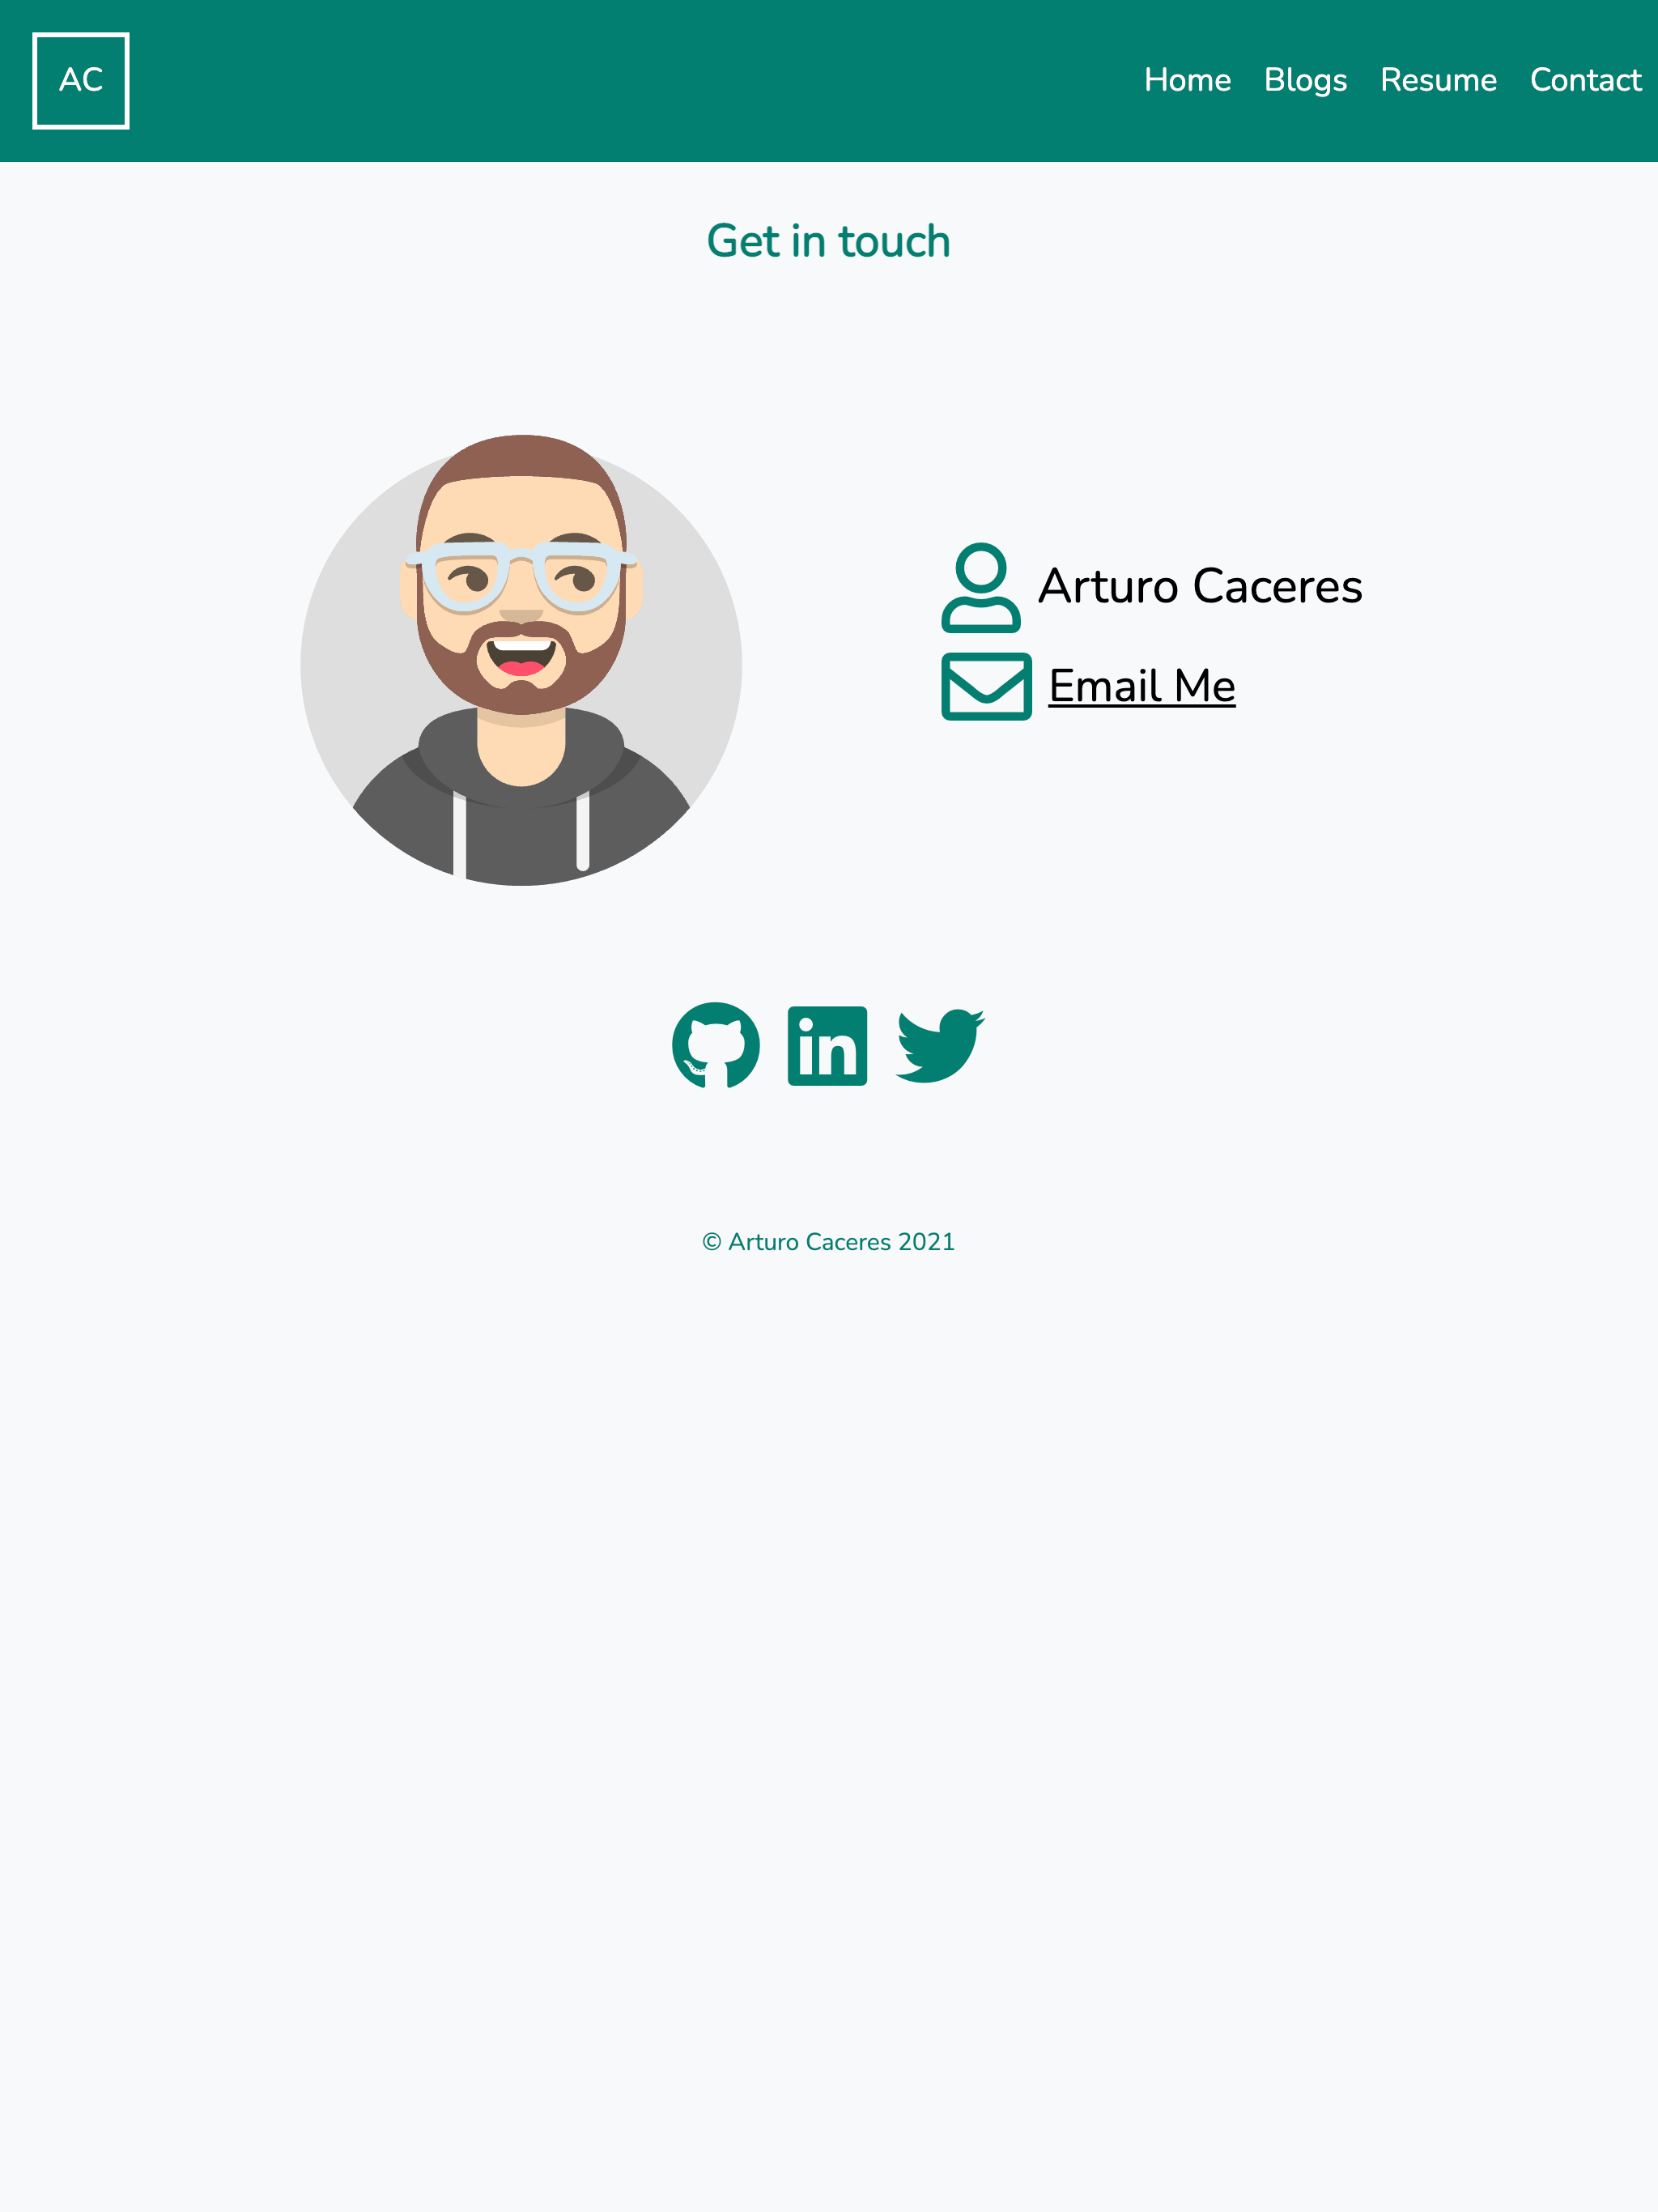 AC
Home Blogs Resume Contact
Get in touch
Arturo Caceres
Email Me
in
© Arturo Caceres 2021